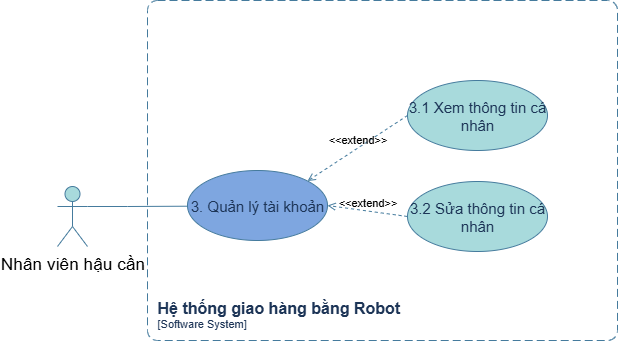 3.1 Xem thông tin cá
nhân
<<extend>>
3. Quản lý tài khoản
<<extend>>
3.2 Sửa thông tin cá
nhân
Nhân viên hậu cần
Hệ thống giao hàng bằng Robot
[Software System]